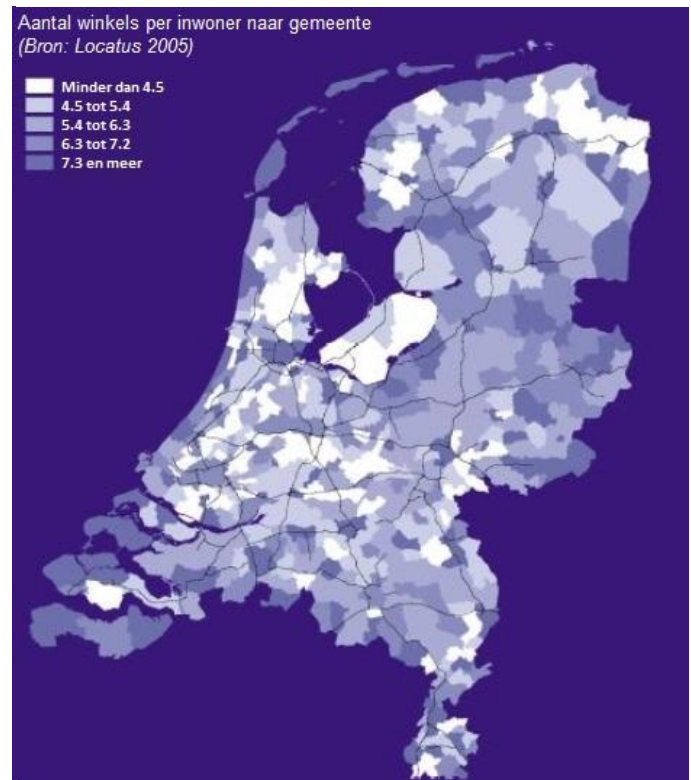 Aantal winkels per inwoner naar gemeente
(Bron: Locatus 2005)
Minder dan 4.5
4.5 tot 5.4
5.4 tot 6.3
6.3 tot 7.2
7.3 en meer